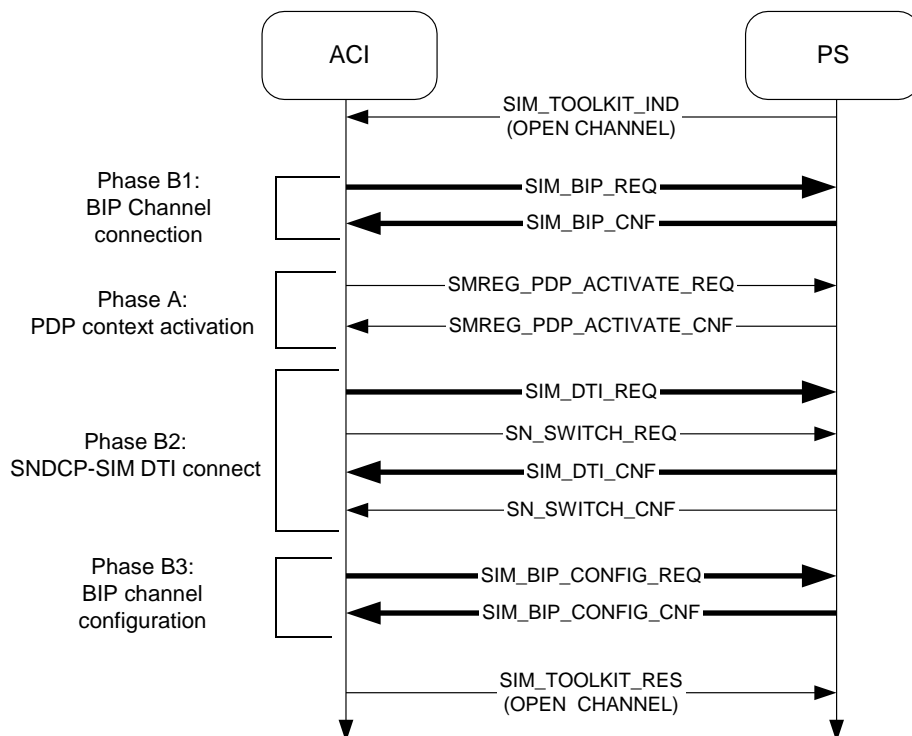 ACI
PS
SIM_TOOLKIT_IND
(OPEN CHANNEL)
Phase B1:
BIP Channel
connection
SIM_BIP_REQ
SIM_BIP_CNF
Phase A:
PDP context activation
SMREG_PDP_ACTIVATE_REQ
SMREG_PDP_ACTIVATE_CNF
Phase B2:
SNDCP-SIM DTI connect
SIM_DTI_REQ
SN_SWITCH_REQ
SIM_DTI_CNF
SN_SWITCH_CNF
Phase B3:
BIP channel
configuration
SIM_BIP_CONFIG_REQ
SIM_BIP_CONFIG_CNF
SIM_TOOLKIT_RES
(OPEN CHANNEL)